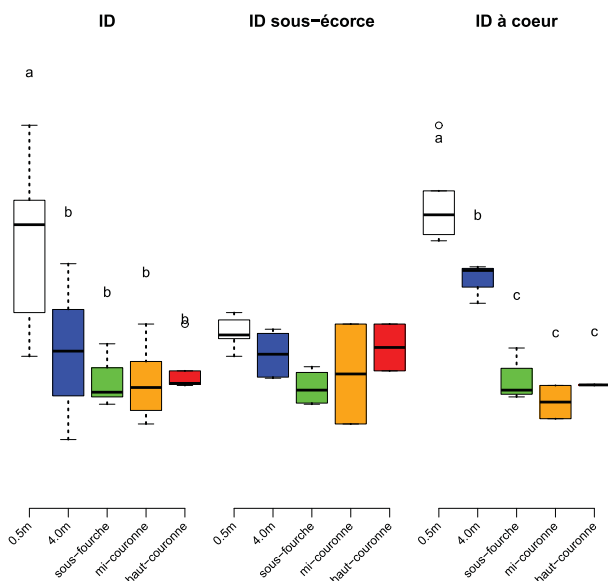 ID
ID sous−écorce
ID à coeur
a
b
b
b
b
a
b
c
c
c
0.5m
4.0m
sous−fourche
mi−couronne
haut−couronne
0.5m
4.0m
sous−fourche
mi−couronne
haut−couronne
0.5m
4.0m
sous−fourche
mi−couronne
haut−couronne